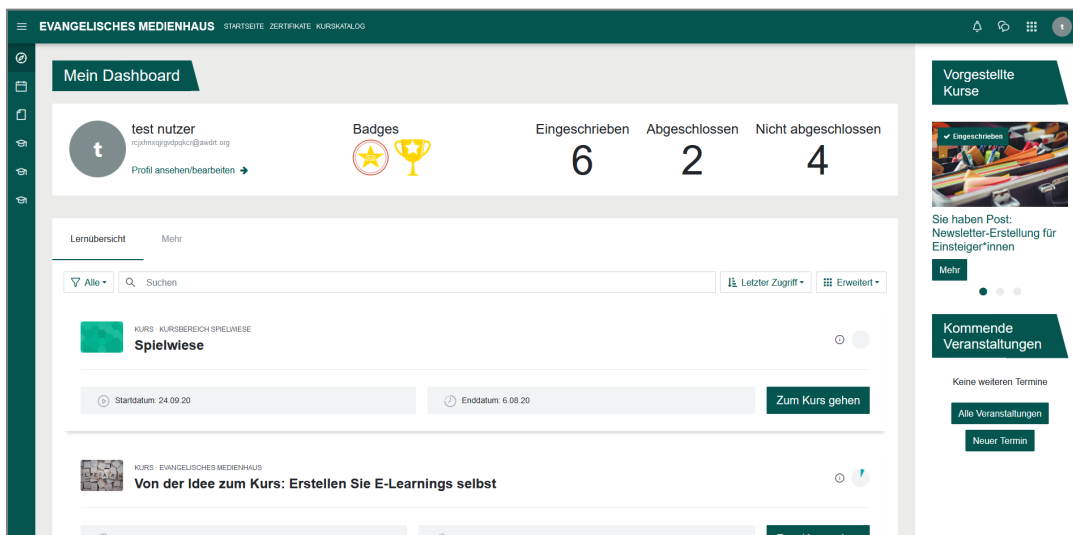 EVANGELISCHES MEDIENHAUS STARTSEITE ZERTIFIKATE KURSKATALOG
t
Mein Dashboard
t
test nutzer
rcjxhnxqjrgvdpqkcr@awdrt.org
Profil ansehen/bearbeiten
Badges
Eingeschrieben
6
Abgeschlossen
2
Nicht abgeschlossen
4
Lernübersicht
Mehr
Alle
Suchen
Letzter Zugriff
Erweitert
KURS · KURSBEREICH SPIELWIESE
Spielwiese
Startdatum: 24.09.20
Enddatum: 6.08.20
Zum Kurs gehen
KURS · EVANGELISCHES MEDIENHAUS
Von der Idee zum Kurs: Erstellen Sie E-Learnings selbst
Vorgestellte
Kurse
Eingeschrieben
Sie haben Post:
Newsletter-Erstellung für
Einsteiger*innen
Mehr
Kommende
Veranstaltungen
Keine weiteren Termine
Alle Veranstaltungen
Neuer Termin